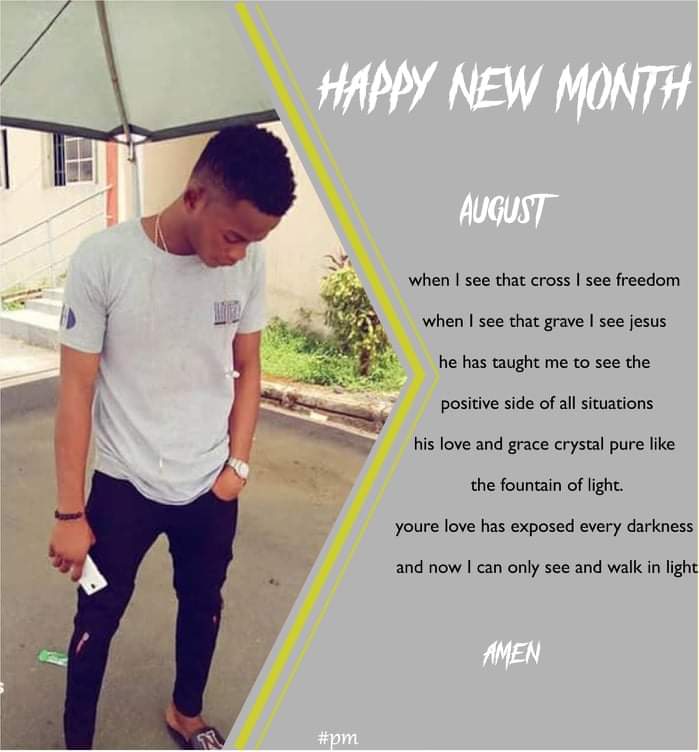 HAPPY NEW MONTH
AUGUST
when I see that cross I see freedom
when I see that grave I see jesus
he has taught me to see the
positive side of all situations
his love and grace crystal pure like
the fountain of light.
youre love has exposed every darkness
and now I can only see and walk in light
AMEN
#pm